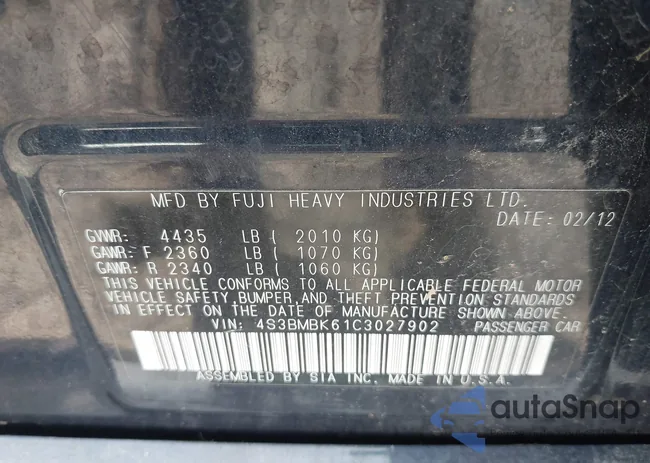 MFD BY FUJI HEAVY INDUSTRIES LTD.
DATE: 02/12
GVWR: 4435 LB ( 2010 KG)
GAWR: F 2360 LB ( 1070 KG)
GAWR: R 2340 LB ( 1060 KG)
THIS VEHICLE CONFORMS TO ALL APPLICABLE FEDERAL MOTOR
VEHICLE SAFETY, BUMPER, AND THEFT PREVENTION STANDARDS
IN EFFECT ON THE DATE OF MANUFACTURE SHOWN ABOVE.
VIN: 4S3BMBK61C3027902 PASSENGER CAR
ASSEMBLED BY SIA INC. MADE IN U.S.A.
autoSnap